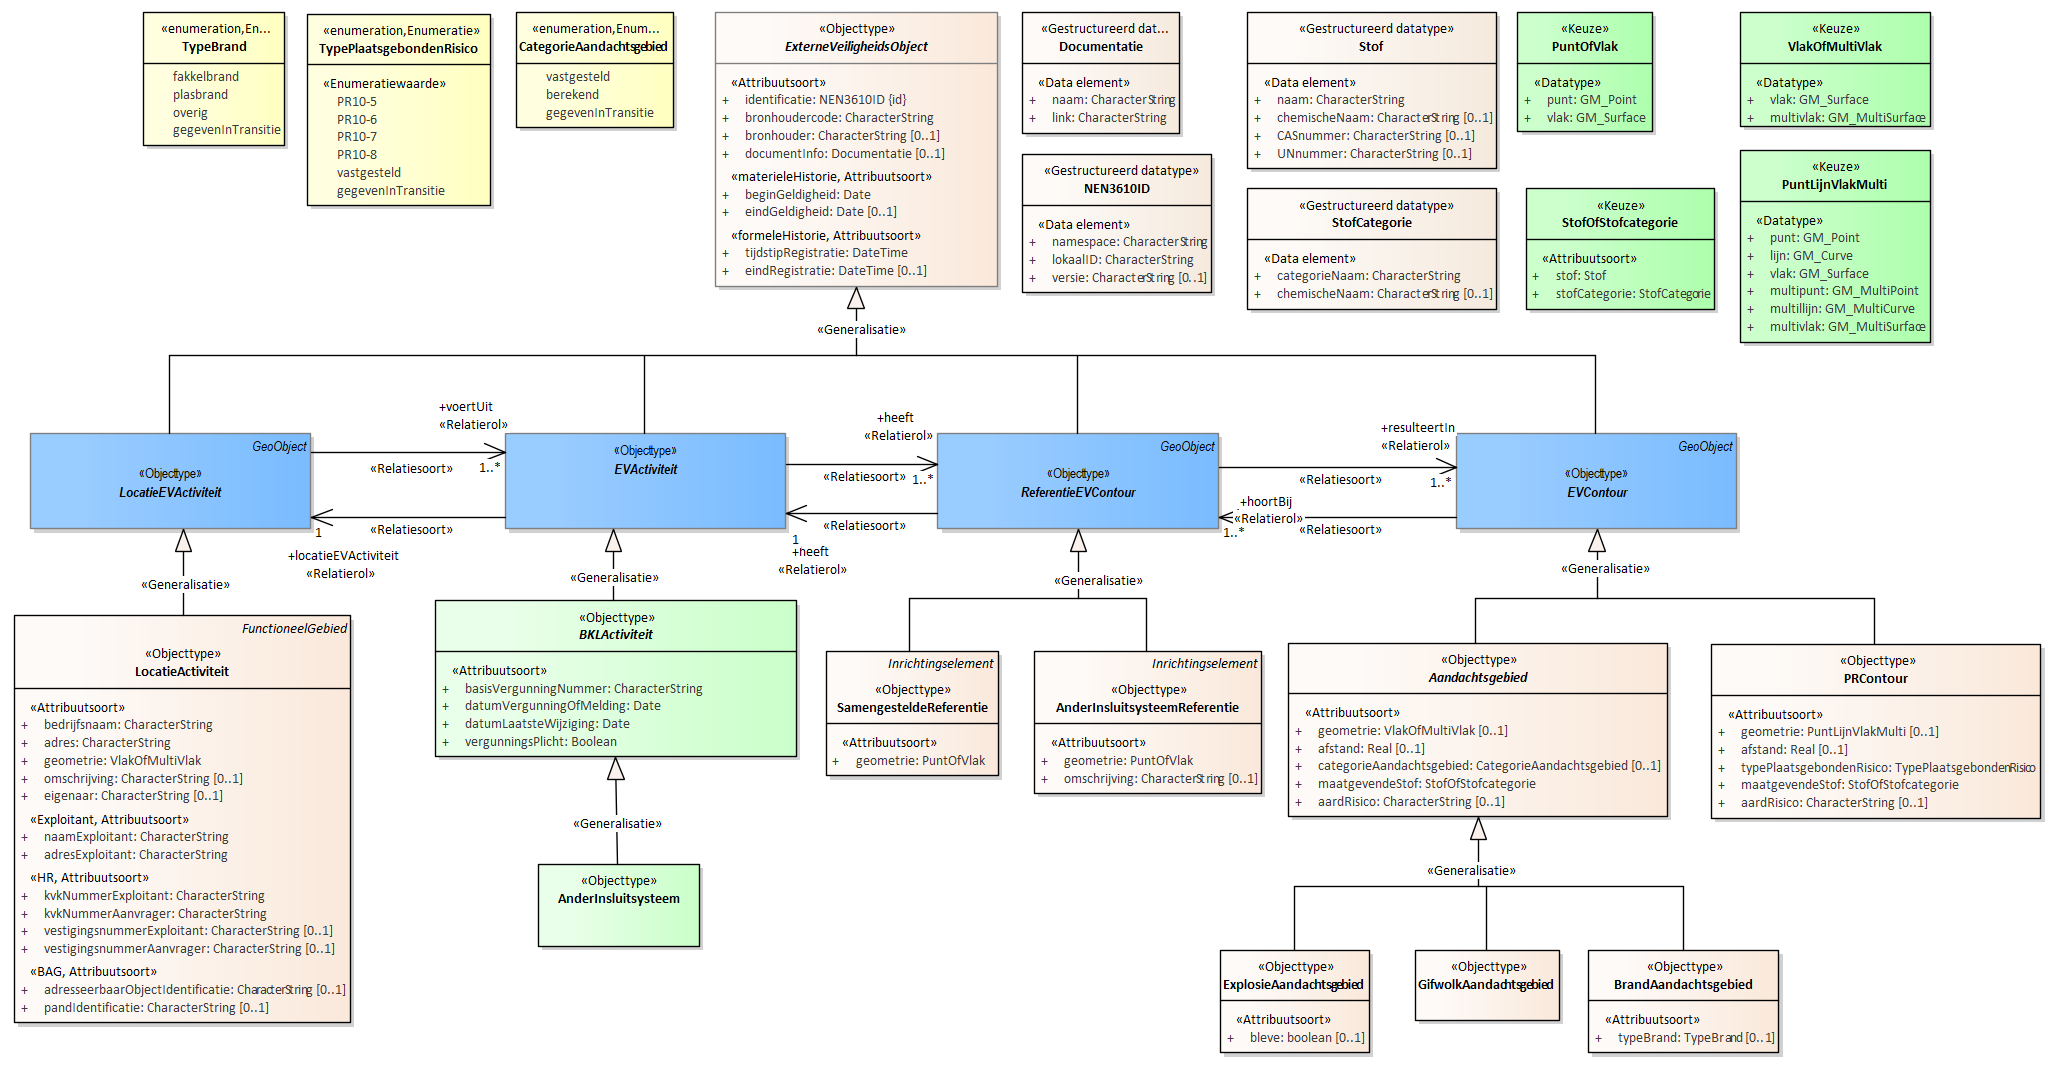 «enumeration,En...
TypeBrand
fakkelbrand
plasbrand
overig
gegevenInTransitie
«enumeration,Enumeratie»
TypePlaatsgebondenRisico
«Enumeratiewaarde»
PR10-5
PR10-6
PR10-7
PR10-8
vastgesteld
gegevenInTransitie
«enumeration,Enum...
CategorieAandachtsgebied
vastgesteld
berekend
gegevenInTransitie
«Objecttype»
ExterneVeiligheidsObject
«Attribuutsoort»
+ identificatie: NEN3610ID {id}
+ bronhoudercode: CharacterString
+ bronhouder: CharacterString [0..1]
+ documentInfo: Documentatie [0..1]
«materieleHistorie, Attribuutsoort»
+ beginGeldigheid: Date
+ eindGeldigheid: Date [0..1]
«formeleHistorie, Attribuutsoort»
+ tijdstipRegistratie: DateTime
+ eindRegistratie: DateTime [0..1]
«Gestructureerd dat...
Documentatie
«Data element»
+ naam: CharacterString
+ link: CharacterString
«Gestructureerd datatype»
NEN3610ID
«Data element»
+ namespace: CharacterString
+ lokaalID: CharacterString
+ versie: CharacterString [0..1]
«Gestructureerd datatype»
Stof
«Data element»
+ naam: CharacterString
+ chemischeNaam: CharacterString [0..1]
+ CASnummer: CharacterString [0..1]
+ UNnummer: CharacterString [0..1]
«Gestructureerd datatype»
StofCategorie
«Data element»
+ categorieNaam: CharacterString
+ chemischeNaam: CharacterString [0..1]
«Keuze»
PuntOfVlak
«Datatype»
+ punt: GM_Point
+ vlak: GM_Surface
«Keuze»
StofOfStofcategorie
«Attribuutsoort»
+ stof: Stof
+ stofCategorie: StofCategorie
«Keuze»
VlakOfMultiVlak
«Datatype»
+ vlak: GM_Surface
+ multivlak: GM_MultiSurface
«Keuze»
PuntLijnVlakMulti
«Datatype»
+ punt: GM_Point
+ lijn: GM_Curve
+ vlak: GM_Surface
+ multipunt: GM_MultiPoint
+ multillijn: GM_MultiCurve
+ multivlak: GM_MultiSurface
«Generalisatie»
GeoObject
«Objecttype»
LocatieEVActiviteit
+voertUit
«Relatierol»
«Relatiesoort»
1..*
«Relatiesoort»
1
+locatieEVActiviteit
«Relatierol»
«Objecttype»
EVActiviteit
+heeft
«Relatierol»
«Relatiesoort»
1..*
«Relatiesoort»
1
+heeft
«Relatierol»
GeoObject
«Objecttype»
ReferentieEVContour
+resulteertIn
«Relatierol»
«Relatiesoort»
1..*
+hoortBij
«Relatierol»
1..*
«Relatiesoort»
GeoObject
«Objecttype»
EVContour
«Generalisatie»
«Generalisatie»
«Generalisatie»
«Generalisatie»
FunctioneelGebied
«Objecttype»
LocatieActiviteit
«Attribuutsoort»
+ bedrijfsnaam: CharacterString
+ adres: CharacterString
+ geometrie: VlakOfMultiVlak
+ omschrijving: CharacterString [0..1]
+ eigenaar: CharacterString [0..1]
«Exploitant, Attribuutsoort»
+ naamExploitant: CharacterString
+ adresExploitant: CharacterString
«HR, Attribuutsoort»
+ kvkNummerExploitant: CharacterString
+ kvkNummerAanvrager: CharacterString
+ vestigingsnummerExploitant: CharacterString [0..1]
+ vestigingsnummerAanvrager: CharacterString [0..1]
«BAG, Attribuutsoort»
+ adresseerbaarObjectIdentificatie: CharacterString [0..1]
+ pandIdentificatie: CharacterString [0..1]
«Objecttype»
BKLActiviteit
«Attribuutsoort»
+ basisVergunningNummer: CharacterString
+ datumVergunningOfMelding: Date
+ datumLaatsteWijziging: Date
+ vergunningsPlicht: Boolean
«Generalisatie»
«Objecttype»
AnderInsluitsysteem
Inrichtingselement
«Objecttype»
SamengesteldeReferentie
«Attribuutsoort»
+ geometrie: PuntOfVlak
Inrichtingselement
«Objecttype»
AnderInsluitsysteemReferentie
«Attribuutsoort»
+ geometrie: PuntOfVlak
+ omschrijving: CharacterString [0..1]
«Objecttype»
Aandachtsgebied
«Attribuutsoort»
+ geometrie: VlakOfMultiVlak [0..1]
+ afstand: Real [0..1]
+ categorieAandachtsgebied: CategorieAandachtsgebied [0..1]
+ maatgevendeStof: StofOfStofcategorie
+ aardRisico: CharacterString [0..1]
«Objecttype»
PRContour
«Attribuutsoort»
+ geometrie: PuntLijnVlakMulti [0..1]
+ afstand: Real [0..1]
+ typePlaatsgebondenRisico: TypePlaatsgebondenRisico
+ maatgevendeStof: StofOfStofcategorie
+ aardRisico: CharacterString [0..1]
«Generalisatie»
«Objecttype»
ExplosieAandachtsgebied
«Attribuutsoort»
+ bleve: boolean [0..1]
«Objecttype»
GifwolkAandachtsgebied
«Objecttype»
BrandAandachtsgebied
«Attribuutsoort»
+ typeBrand: TypeBrand [0..1]